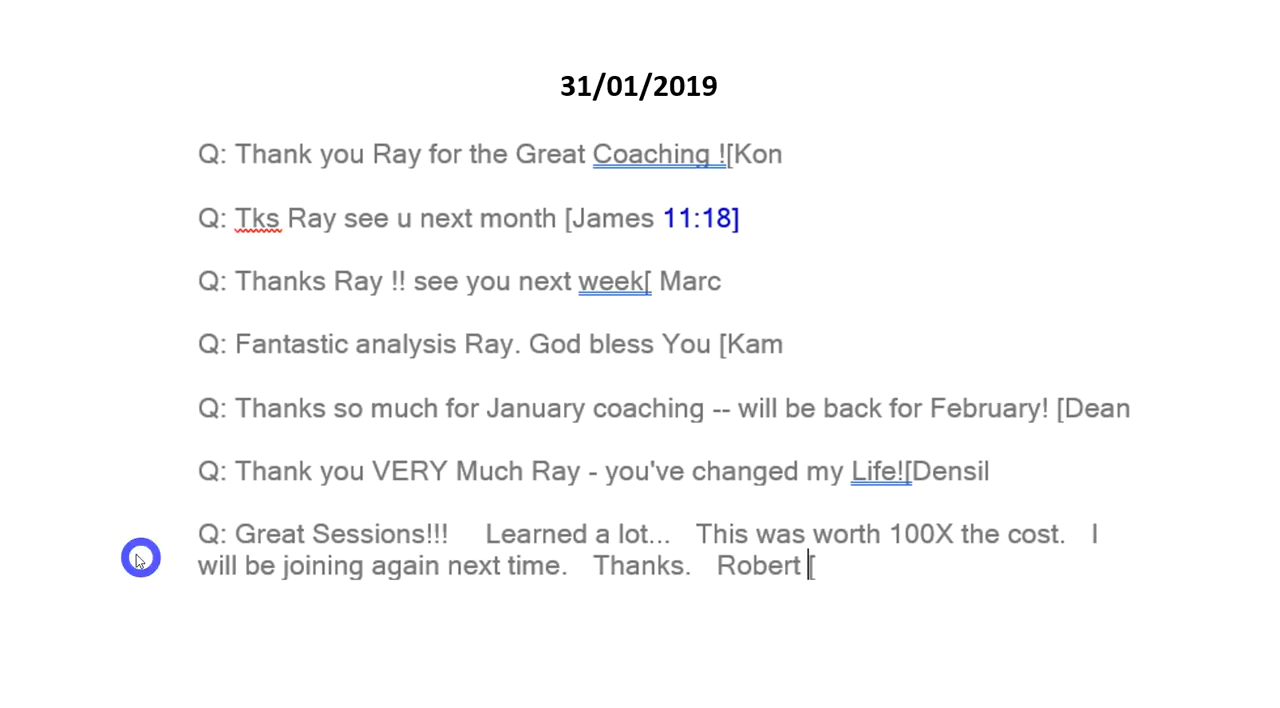 31/01/2019
Q: Thank you Ray for the Great Coaching ![Kon
Q: Tks Ray see u next month [James 11:18]
Q: Thanks Ray !! see you next week[ Marc
Q: Fantastic analysis Ray. God bless You [Kam
Q: Thanks so much for January coaching -- will be back for February! [Dean
Q: Thank you VERY Much Ray - you've changed my Life![Densil
Q: Great Sessions!!! Learned a lot... This was worth 100X the cost. I
will be joining again next time. Thanks. Robert [